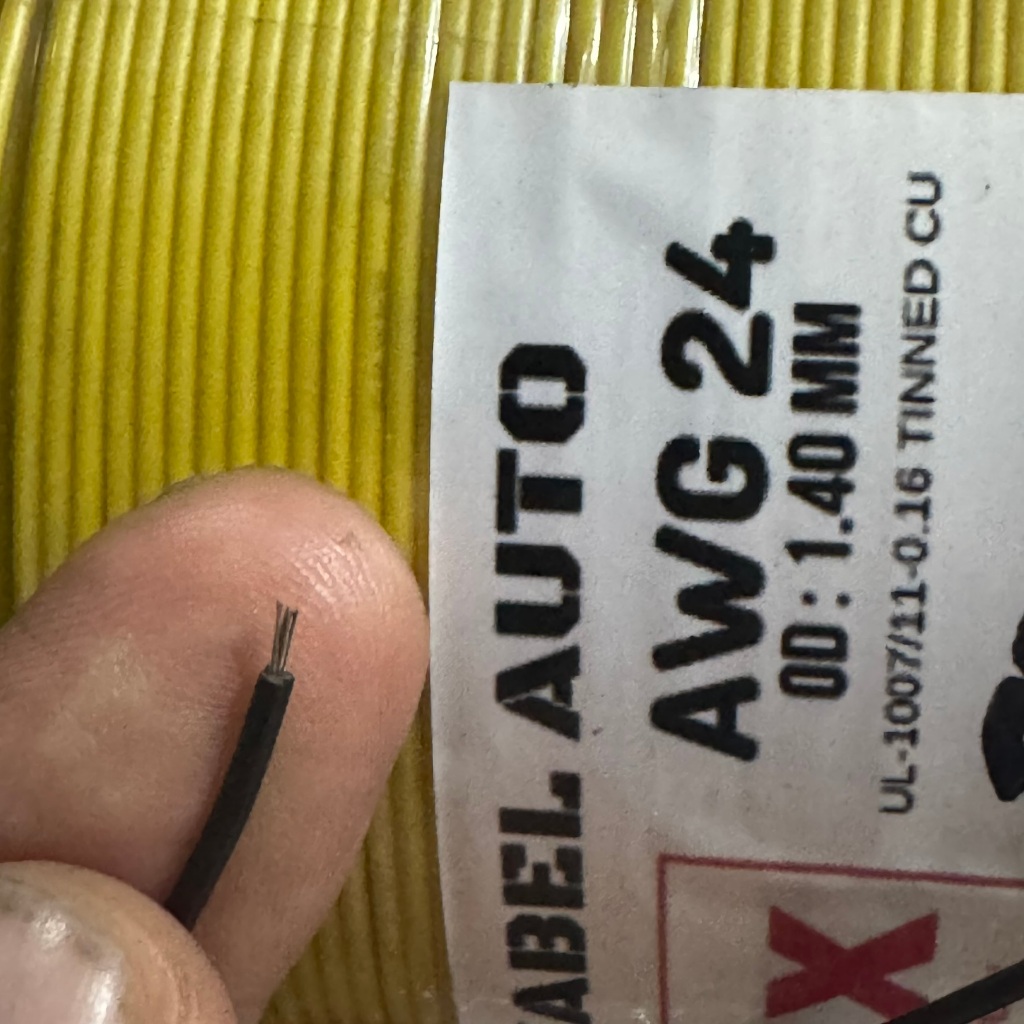 ABEL AUTO
AWG 24
OD : 1.40 MM
UL-1007/11-0.16 TINNED CU
X